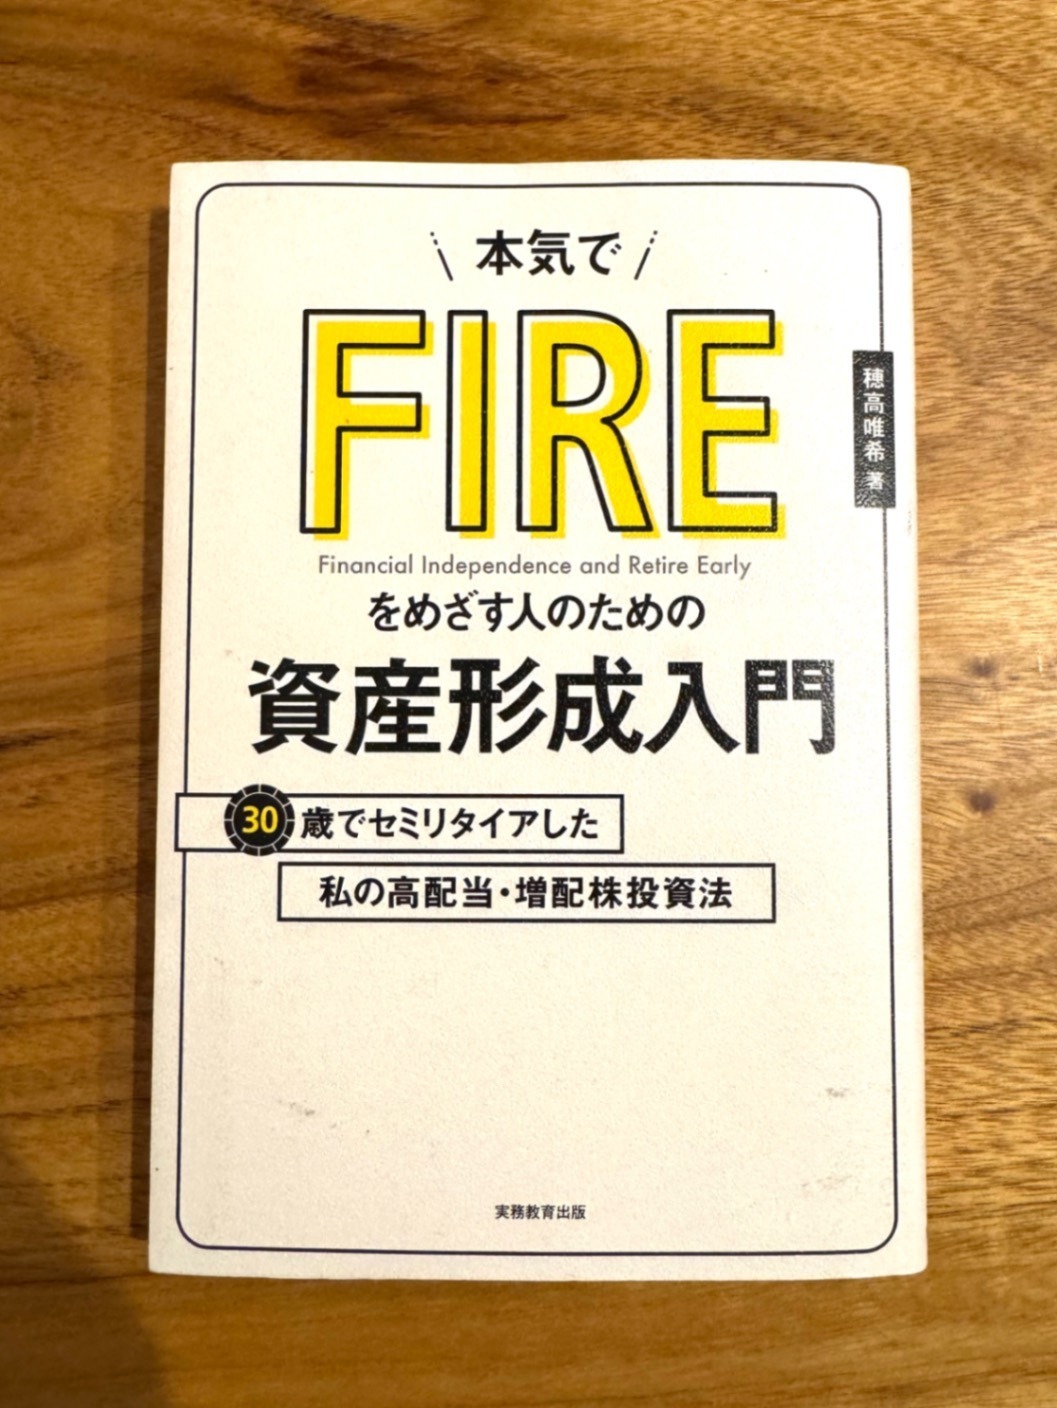 本気で
FIRE
Financial Independence and Retire Early
をめざす人のための
資産形成入門
30歳でセミリタイアした
私の高配当・増配株投資法
穂高唯希 著
実務教育出版